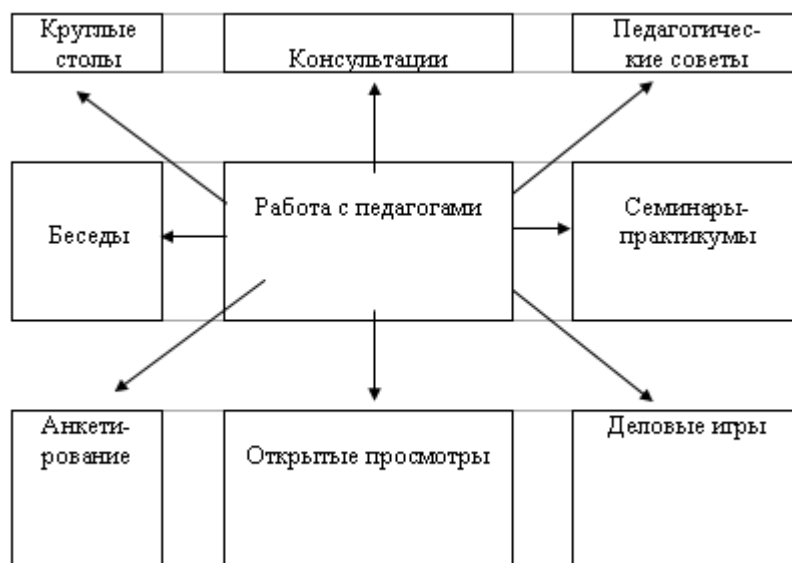 Круглые
столы
Консультации
Педагогичес-
кие советы
Беседы
Работа с педагогами
Семинары-
практикумы
Анкети-
рование
Открытые просмотры
Деловые игры